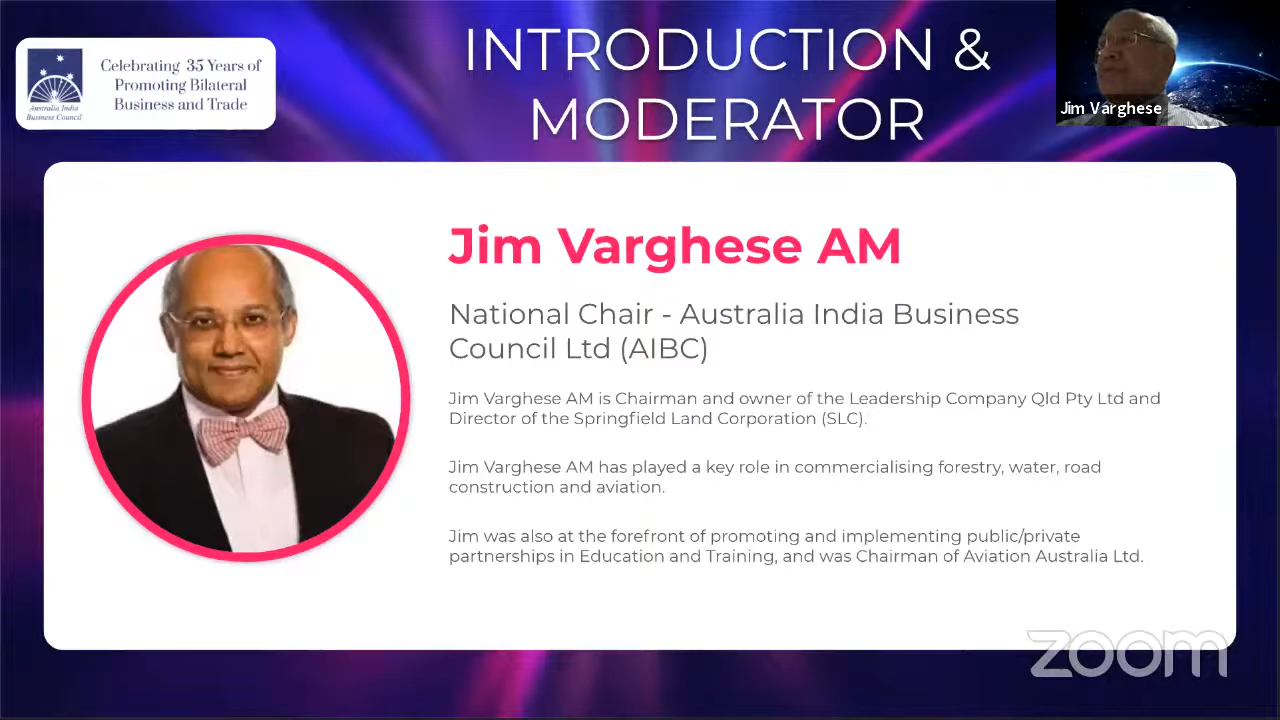 INTRODUCTION &
MODERATOR
Celebrating 35 Years of
Promoting Bilateral
Business and Trade
Australia India
Business Council
Jim Varghese
Jim Varghese AM
National Chair - Australia India Business
Council Ltd (AIBC)
Jim Varghese AM is Chairman and owner of the Leadership Company Qld Pty Ltd and
Director of the Springfield Land Corporation (SLC).
Jim Varghese AM has played a key role in commercialising forestry, water, road
construction and aviation.
Jim was also at the forefront of promoting and implementing public/private
partnerships in Education and Training, and was Chairman of Aviation Australia Ltd.
zoom